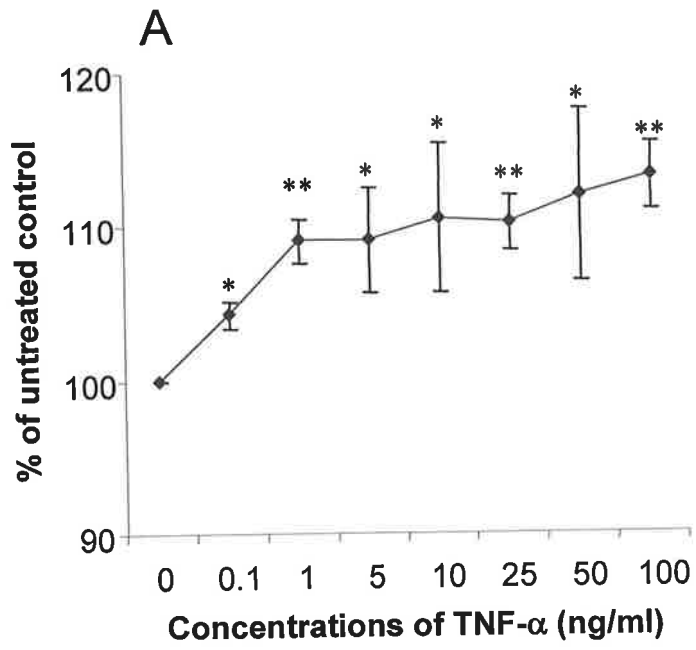 A
120
110
100
90
% of untreated control
*
**
*
*
**
*
**
0 0.1 1 5 10 25 50 100
Concentrations of TNF-α (ng/ml)